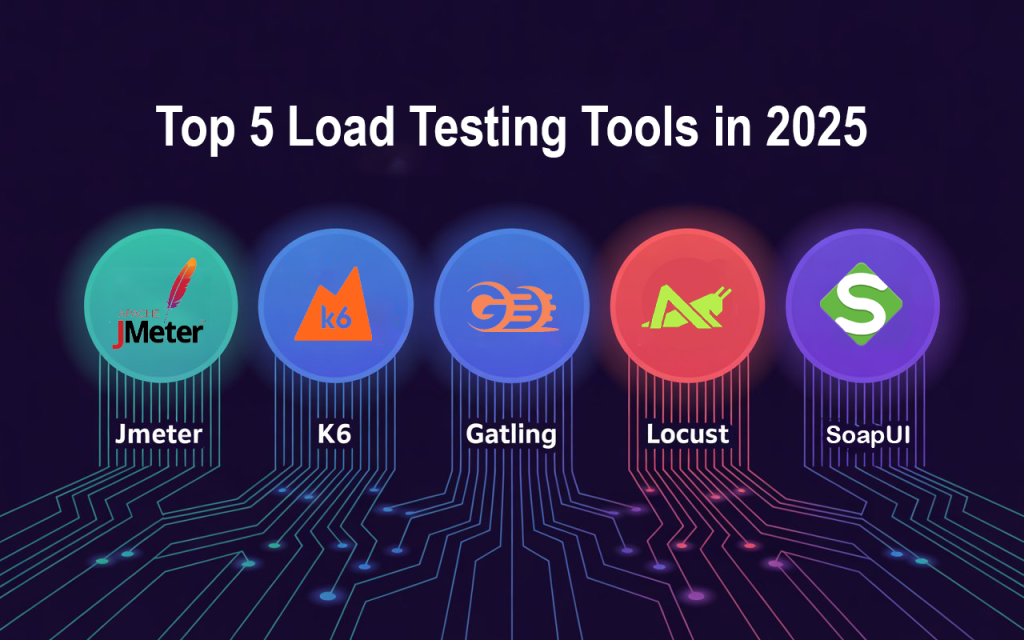 Top 5 Load Testing Tools in 2025
APACHE
JMeter
k6
S
Jmeter
K6
Gatling
Locust
SoapUI